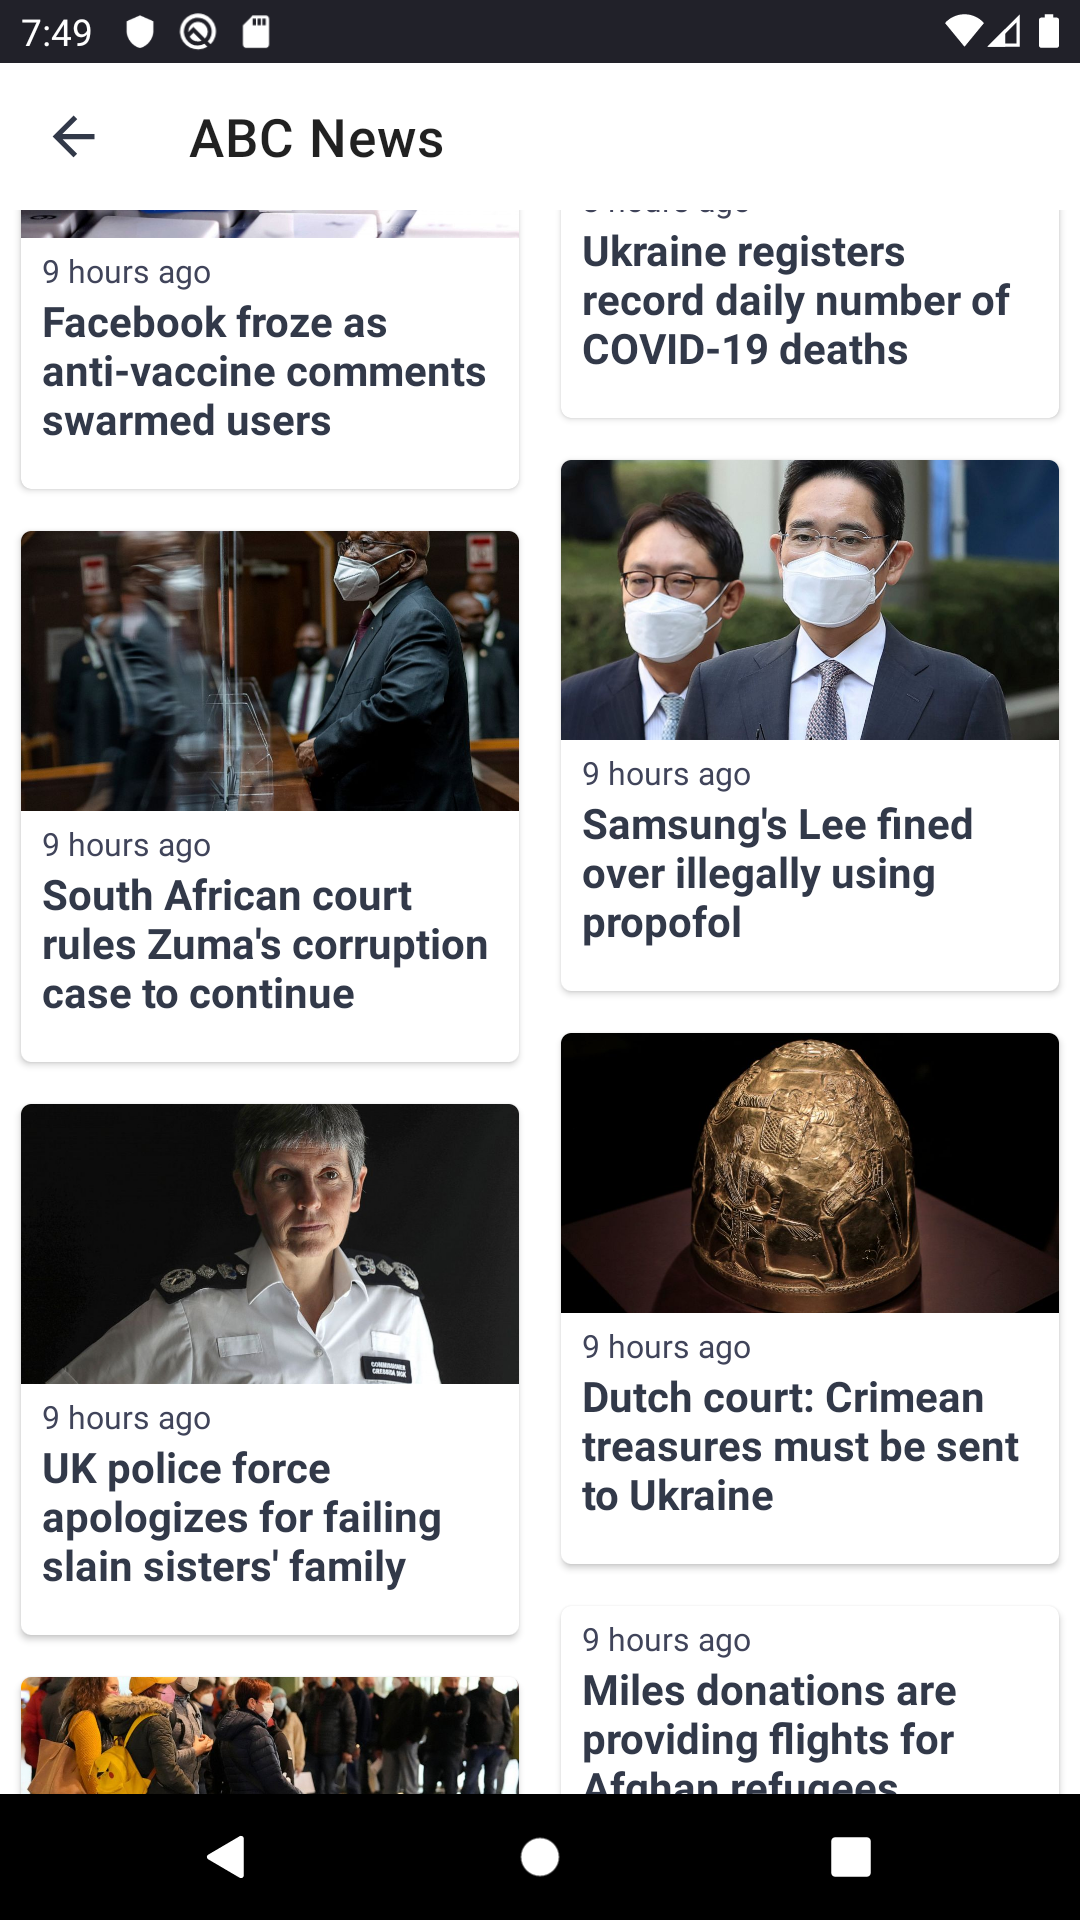 7:49
ABC News
9 hours ago
Facebook froze as
anti-vaccine comments
swarmed users
Ukraine registers
record daily number of
COVID-19 deaths
9 hours ago
South African court
rules Zuma's corruption
case to continue
9 hours ago
Samsung's Lee fined
over illegally using
propofol
9 hours ago
UK police force
apologizes for failing
slain sisters' family
9 hours ago
Dutch court: Crimean
treasures must be sent
to Ukraine
9 hours ago
Miles donations are
providing flights for
Afghan refugees